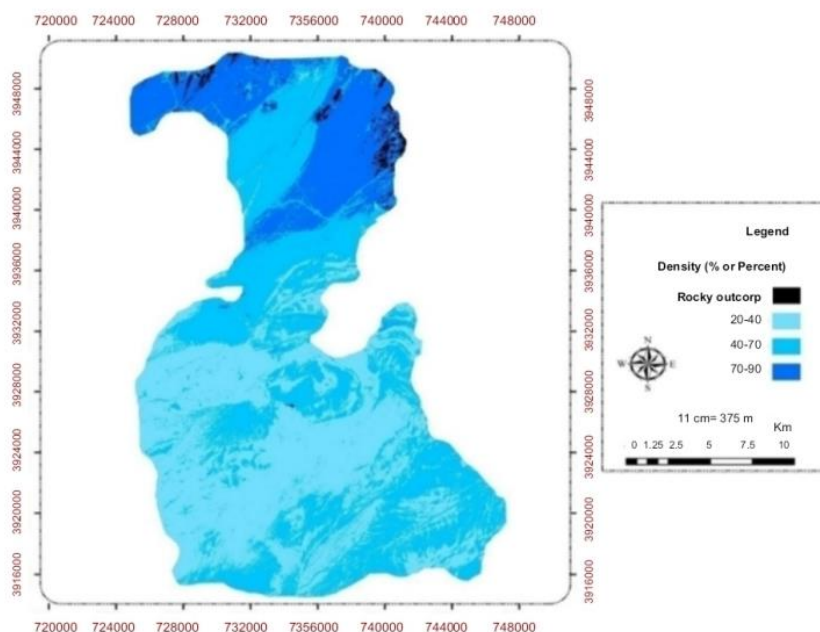 720000 724000 728000 732000 7356000 740000 744000 748000
3948000
3944000
3940000
3936000
3932000
3928000
3924000
3920000
3916000
3948000
3944000
3940000
3936000
3932000
3928000
3924000
3920000
3916000
720000 724000 728000 732000 7356000 740000 744000 748000
Legend
Density (% or Percent)
Rocky outcorp
20-40
40-70
70-90
N
W E
S
11 cm= 375 m
Km
0 1.25 2.5 5 7.5 10